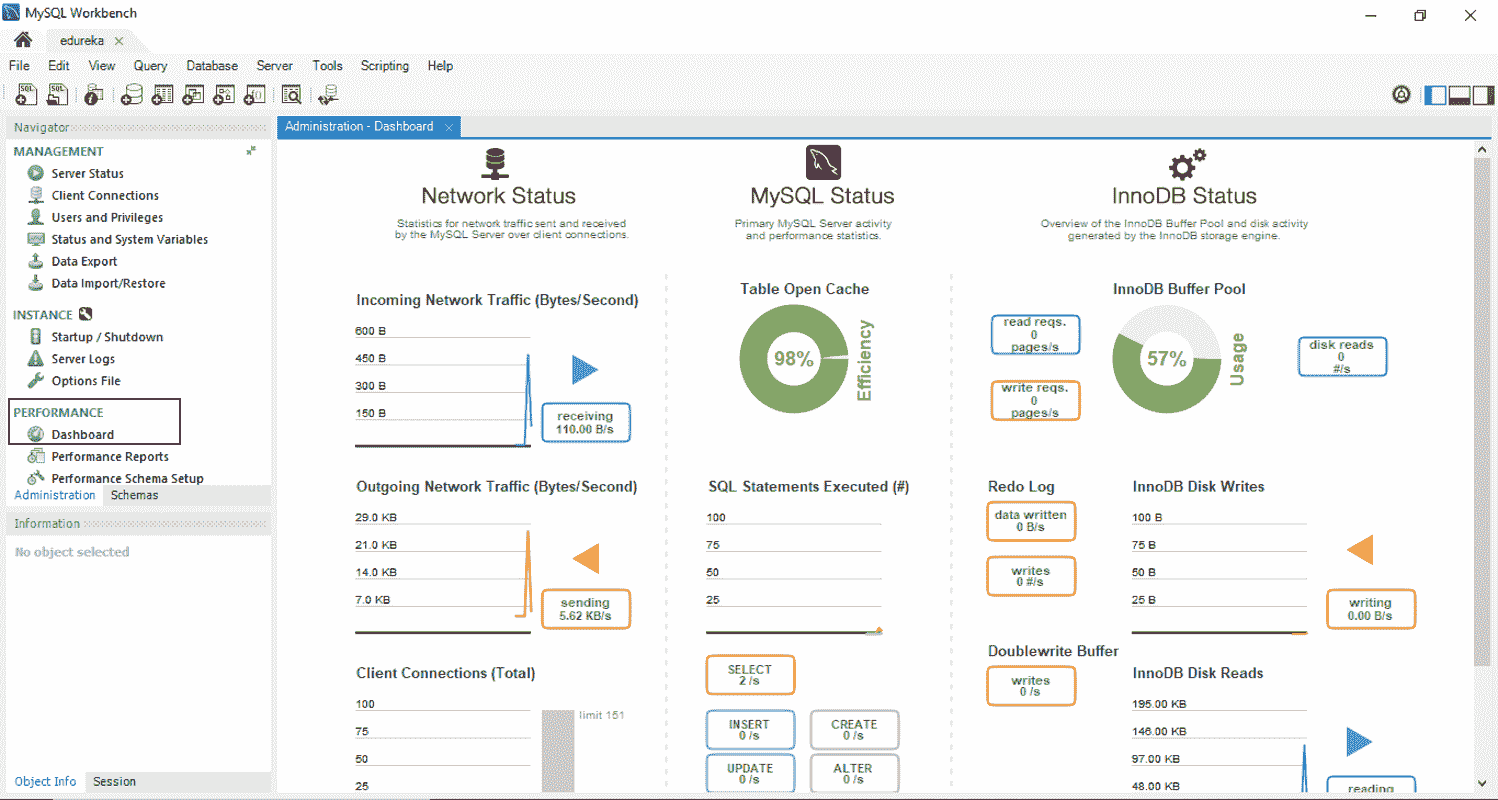 MySQL Workbench
edureka
File Edit View Query Database Server Tools Scripting Help
Navigator
MANAGEMENT
Server Status
Client Connections
Users and Privileges
Status and System Variables
Data Export
Data Import/Restore
INSTANCE
Startup / Shutdown
Server Logs
Options File
PERFORMANCE
Dashboard
Performance Reports
Performance Schema Setup
Administration Schemas
Information
No object selected
Object Info Session
Administration - Dashboard
Network Status
Statistics for network traffic sent and received
by the MySQL Server over client connections.
Incoming Network Traffic (Bytes/Second)
600 B
450 B
300 B
150 B
receiving
110.00 B/s
Outgoing Network Traffic (Bytes/Second)
29.0 KB
21.0 KB
14.0 KB
7.0 KB
sending
5.62 KB/s
Client Connections (Total)
100
75
50
25
limit 151
MySQL Status
Primary MySQL Server activity
and performance statistics.
Table Open Cache
98%
Efficiency
SQL Statements Executed (#)
100
75
50
25
SELECT
2 /s
INSERT
0 /s
CREATE
0 /s
UPDATE
0 /s
ALTER
0 /s
InnoDB Status
Overview of the InnoDB Buffer Pool and disk activity
generated by the InnoDB storage engine.
InnoDB Buffer Pool
read reqs.
0
pages/s
write reqs.
0
pages/s
57%
Usage
disk reads
0
#/s
Redo Log
data written
0 B/s
writes
0 #/s
Doublewrite Buffer
writes
0 /s
InnoDB Disk Writes
100 B
75 B
50 B
25 B
writing
0.00 B/s
InnoDB Disk Reads
195.00 KB
146.00 KB
97.00 KB
48.00 KB
reading